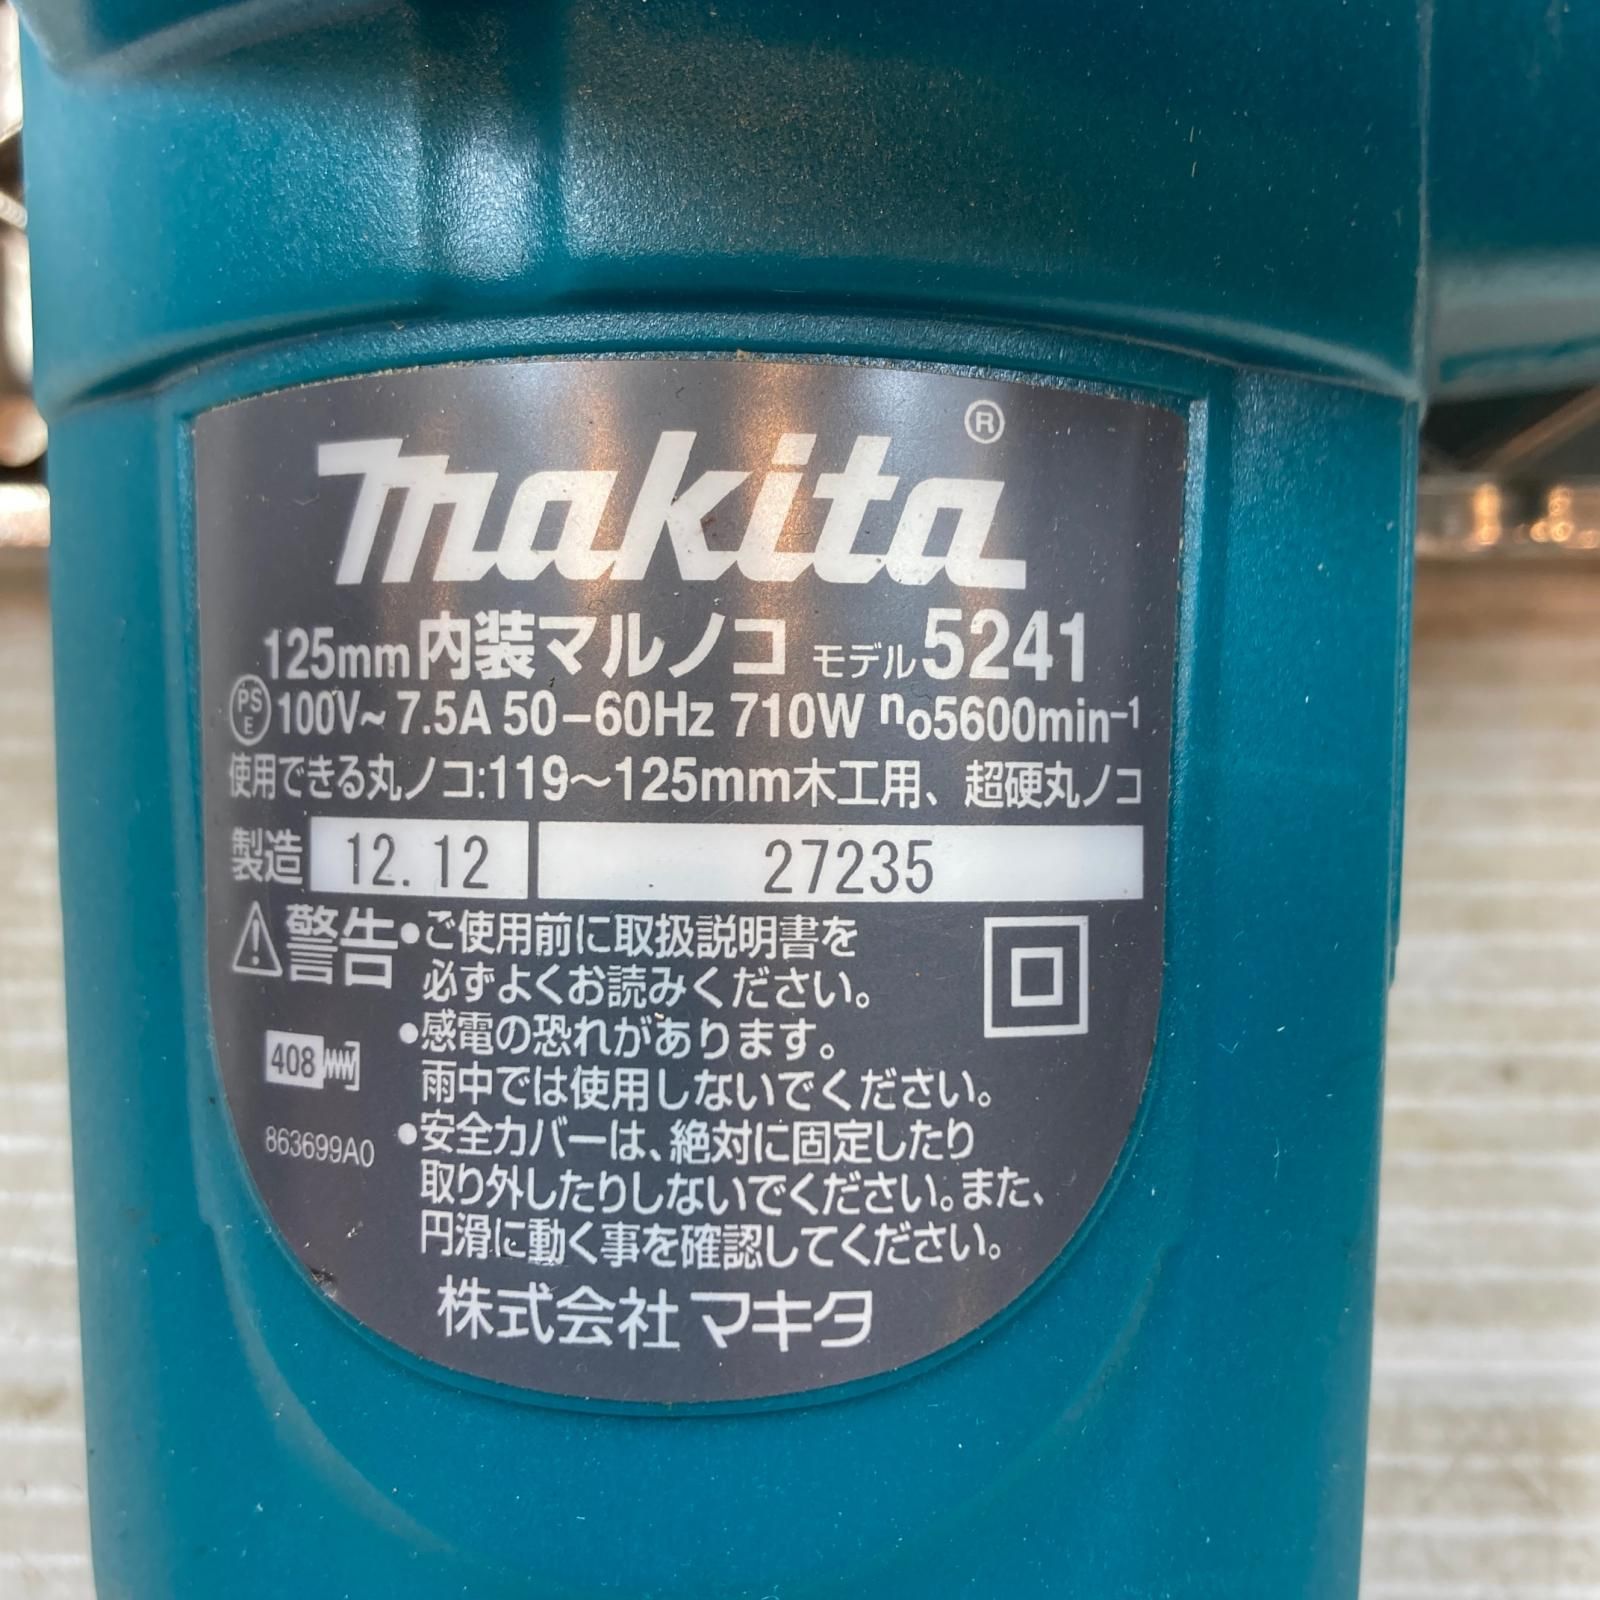 makita®
125mm内装マルノコ モデル5241
PSE 100V~ 7.5A 50-60Hz 710W no5600min-1
使用できる丸ノコ:119～125mm木工用、超硬丸ノコ
製造 12.12 27235
警告 •ご使用前に取扱説明書を
必ずよくお読みください。
•感電の恐れがあります。
408
雨中では使用しないでください。
863699A0 •安全カバーは、絶対に固定したり
取り外したりしないでください。また、
円滑に動く事を確認してください。
株式会社マキタ